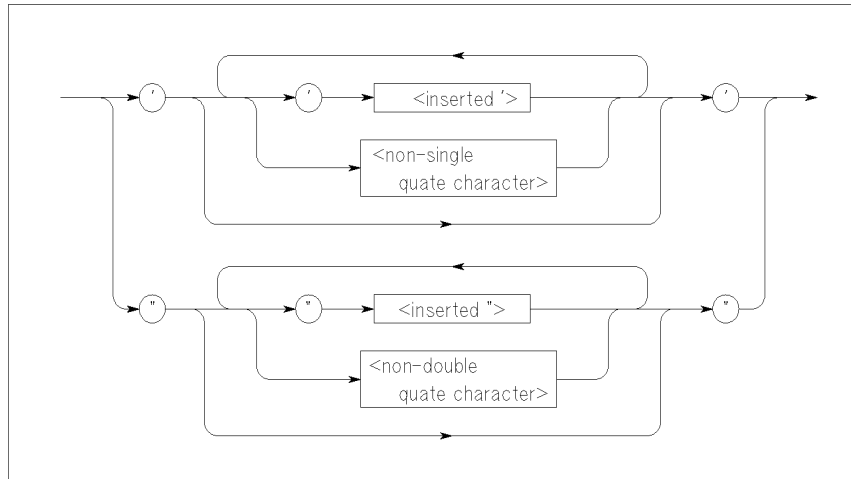 ' ' <inserted '> '
<non-single
quate character>
" " <inserted "> "
<non-double
quate character>